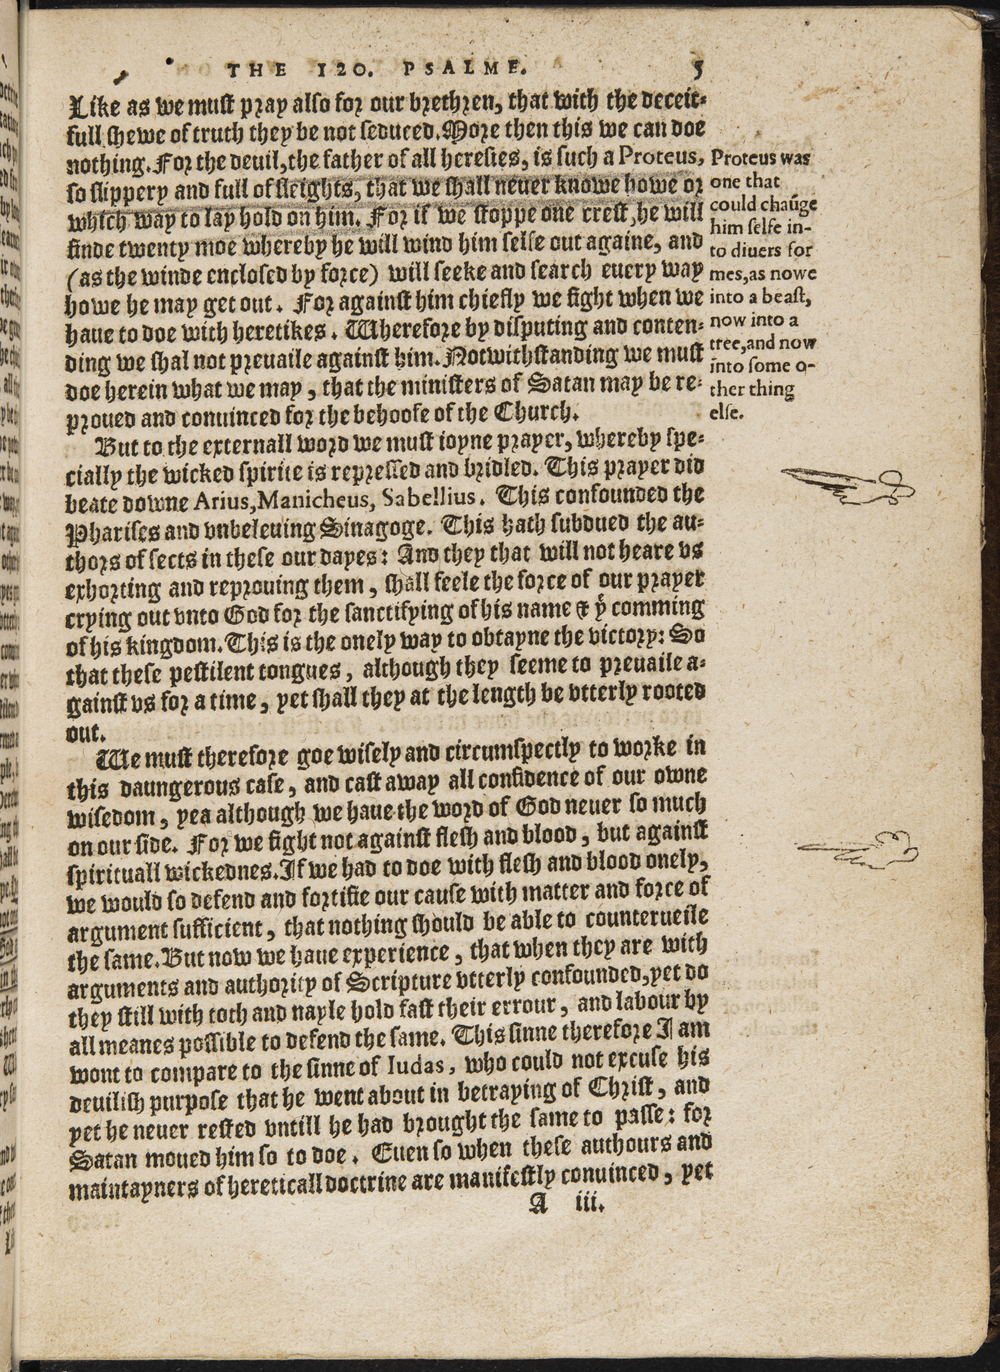 THE 120. PSALME. 5
Like as we must pray also for our brethren, that with the deceit-
full shewe of truth they be not seduced. More then this we can doe
nothing. For the deuil, the father of all heresies, is such a Proteus,
so slippery and full of sleights, that we shall neuer knowe howe or
which way to lay hold on him. For if we stoppe one crest, he will
finde twenty moe whereby he will wind him selfe out againe, and
(as the winde enclosed by force) will seeke and search euery way
howe he may get out. For against him chiefly we fight when we
haue to doe with heretikes. Wherefore by disputing and conten-
ding we shal not preuaile against him. Notwithstanding we must
doe herein what we may, that the ministers of Satan may be re-
proued and conuinced for the behoofe of the Church.
Proteus was
one that
could chaũge
him selfe in-
to diuers for
mes, as nowe
into a beast,
now into a
tree, and now
into some o-
ther thing
else.
But to the externall word we must ioyne prayer, whereby spe-
cially the wicked spirite is repressed and bridled. This prayer did
beate downe Arius, Manicheus, Sabellius. This confounded the
Pharises and vnbeleuing Sinagoge. This hath subdued the au-
thors of sects in these our dayes: And they that will not heare vs
exhorting and reprouing them, shall feele the force of our prayer
crying out vnto God for the sanctifying of his name & yͤ comming
of his kingdom. This is the onely way to obtayne the victory: So
that these pestilent tongues, although they seeme to preuaile a-
gainst vs for a time, yet shall they at the length be vtterly rooted
out.
We must therefore goe wisely and circumspectly to worke in
this daungerous case, and cast away all confidence of our owne
wisedom, yea although we haue the word of God neuer so much
on our side. For we fight not against flesh and blood, but against
spirituall wickednes. If we had to doe with flesh and blood onely,
we would so defend and fortifie our cause with matter and force of
argument sufficient, that nothing should be able to counterueile
the same. But now we haue experience, that when they are with
arguments and authority of Scripture vtterly confounded, yet do
they still with toth and nayle hold fast their errour, and labour by
all meanes possible to defend the same. This sinne therefore I am
wont to compare to the sinne of Iudas, who could not excuse his
deuilish purpose that he went about in betraying of Christ, and
yet he neuer rested vntill he had brought the same to passe: for
Satan moued him so to doe. Euen so when these authours and
maintayners of hereticall doctrine are manifestly conuinced, yet
A iii.